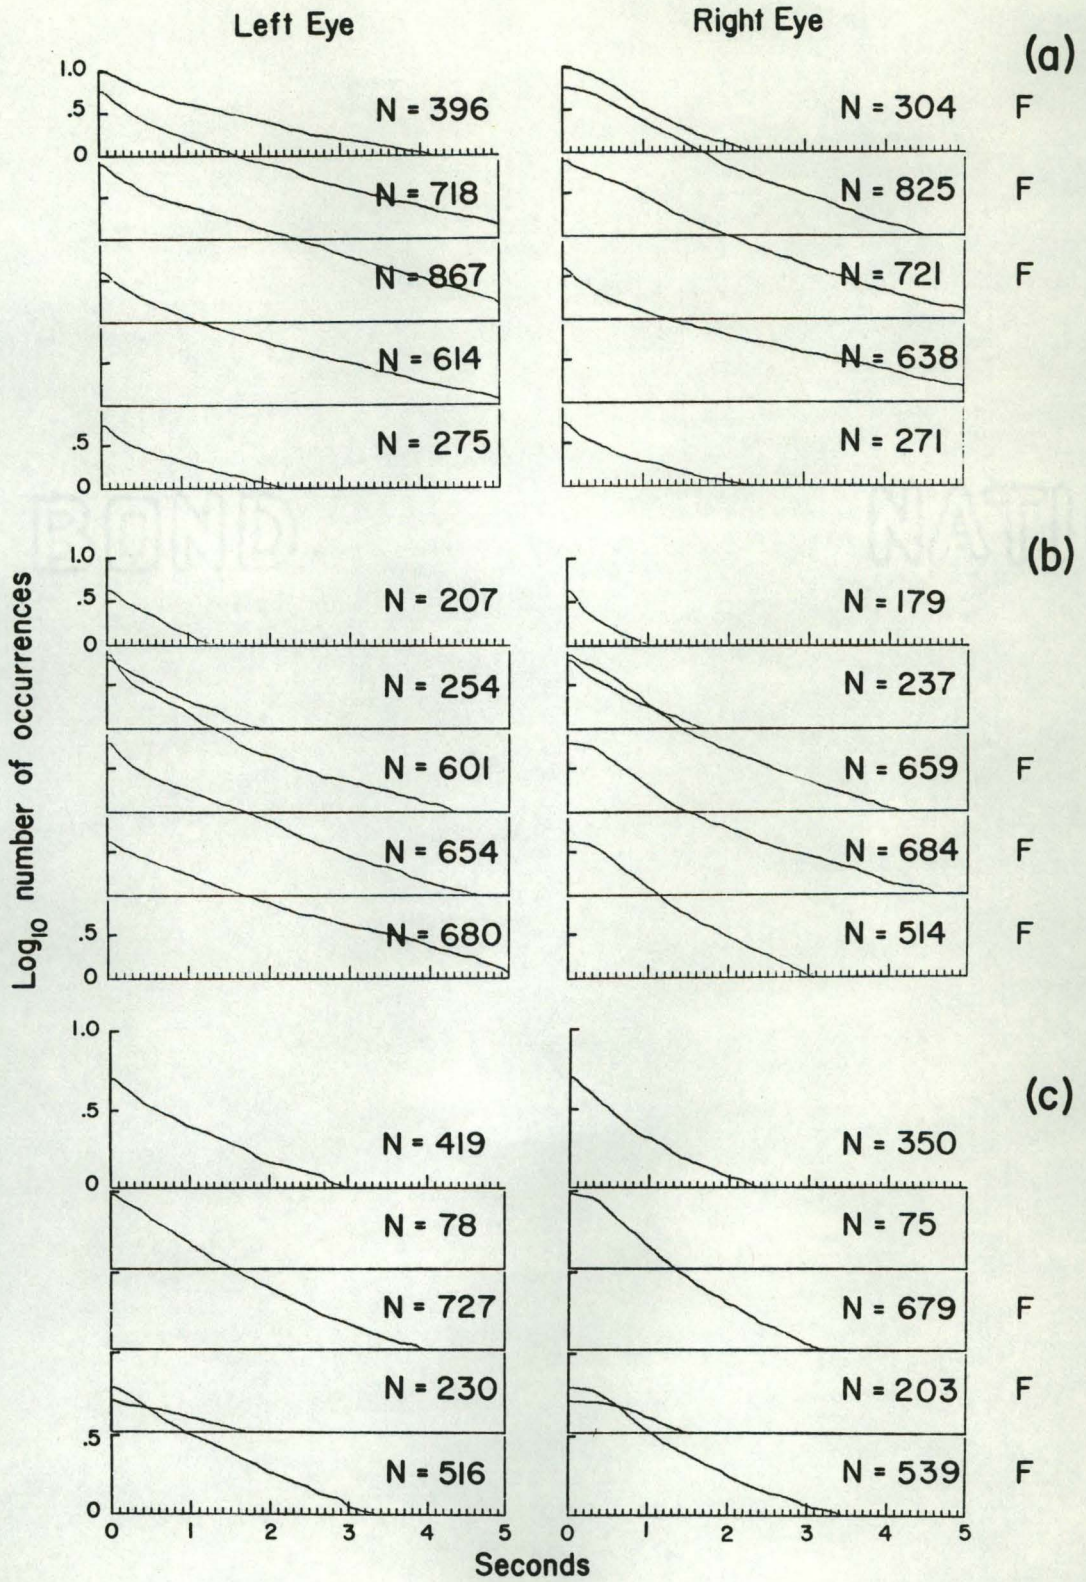 Left Eye Right Eye
(a)
1.0
.5
0
N = 396 N = 304 F
N = 718 N = 825 F
N = 867 N = 721 F
N = 614 N = 638
.5
0
N = 275 N = 271
(b)
1.0
.5
0
N = 207 N = 179
N = 254 N = 237
N = 601 N = 659 F
N = 654 N = 684 F
.5
0
N = 680 N = 514 F
Log10 number of occurrences
(c)
1.0
.5
0
N = 419 N = 350
N = 78 N = 75
N = 727 N = 679 F
N = 230 N = 203 F
.5
0
N = 516 N = 539 F
0 1 2 3 4 5 0 1 2 3 4 5
Seconds